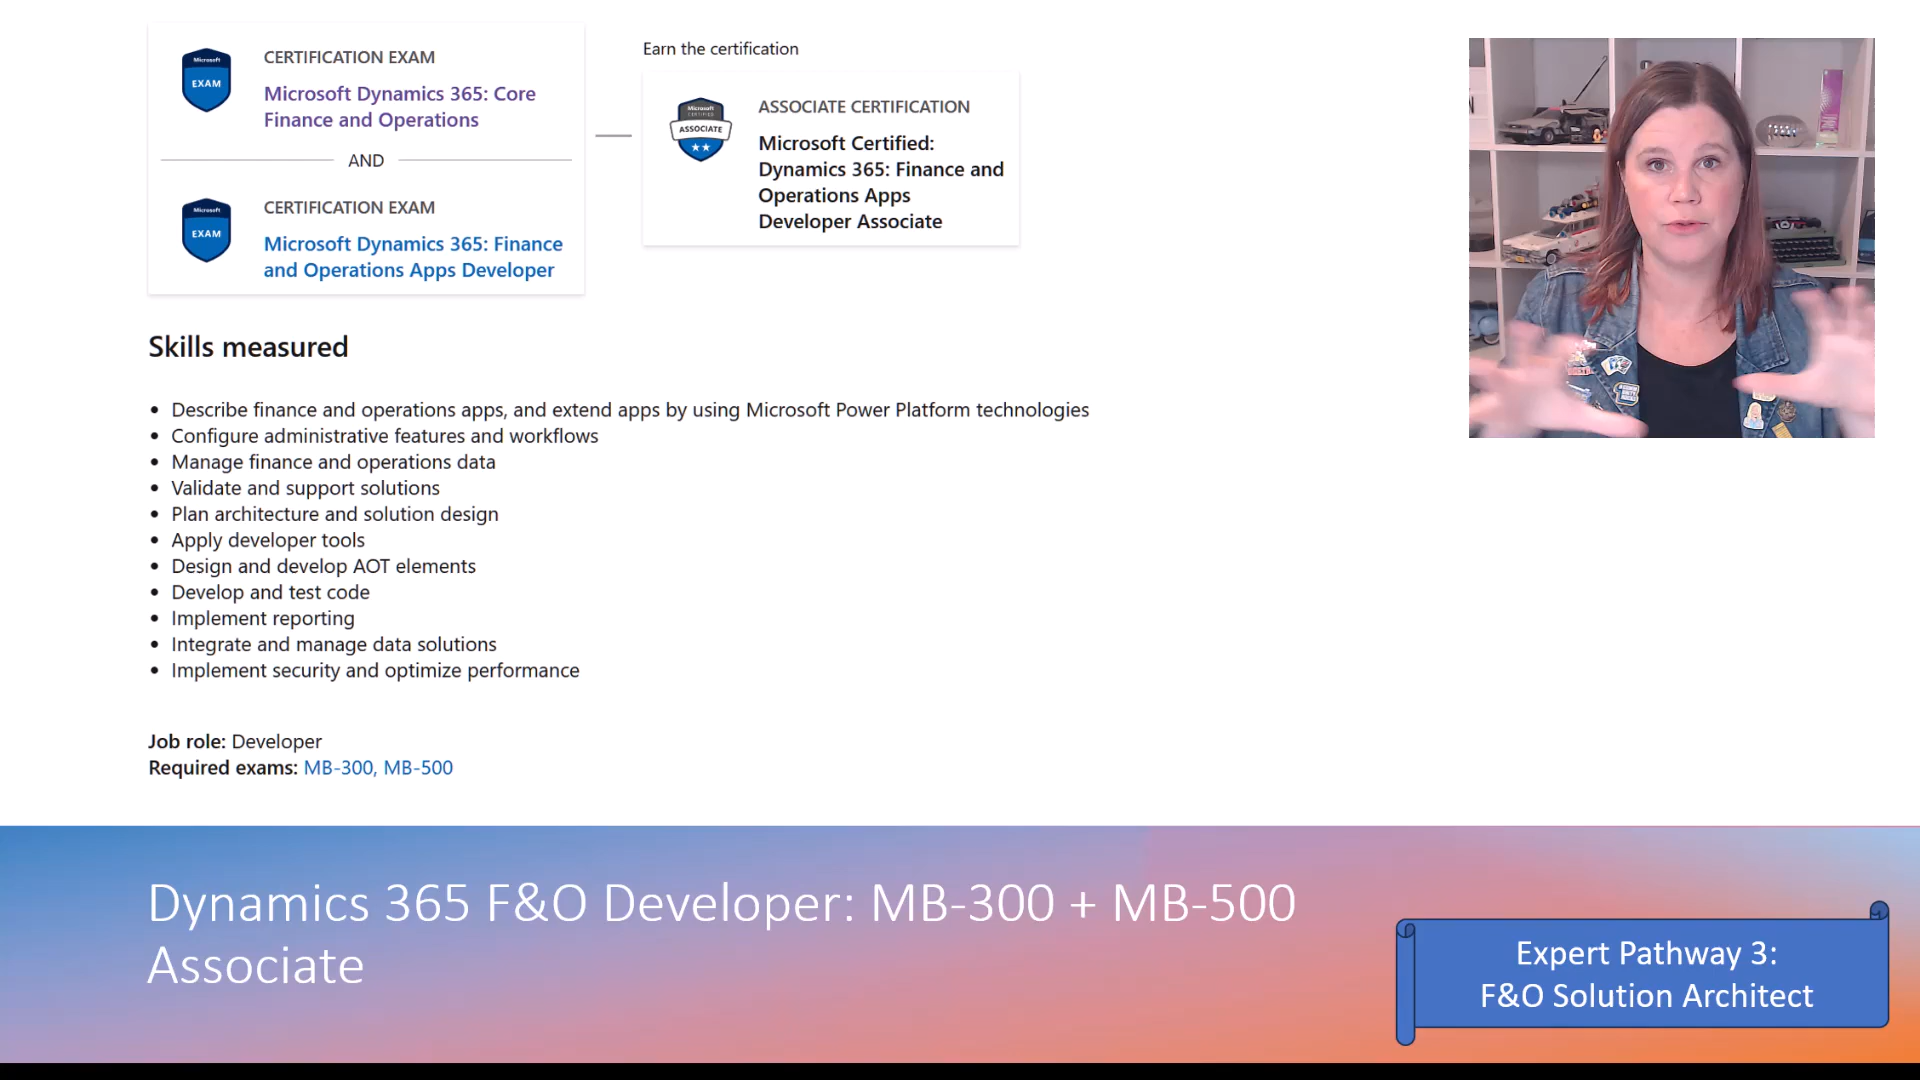 Microsoft
EXAM
CERTIFICATION EXAM
Microsoft Dynamics 365: Core
Finance and Operations
AND
Microsoft
EXAM
CERTIFICATION EXAM
Microsoft Dynamics 365: Finance
and Operations Apps Developer
Earn the certification
Microsoft
CERTIFIED
ASSOCIATE
ASSOCIATE CERTIFICATION
Microsoft Certified:
Dynamics 365: Finance and
Operations Apps
Developer Associate
Skills measured
• Describe finance and operations apps, and extend apps by using Microsoft Power Platform technologies
• Configure administrative features and workflows
• Manage finance and operations data
• Validate and support solutions
• Plan architecture and solution design
• Apply developer tools
• Design and develop AOT elements
• Develop and test code
• Implement reporting
• Integrate and manage data solutions
• Implement security and optimize performance
Job role: Developer
Required exams: MB-300, MB-500
Dynamics 365 F&O Developer: MB-300 + MB-500
Associate
Expert Pathway 3:
F&O Solution Architect